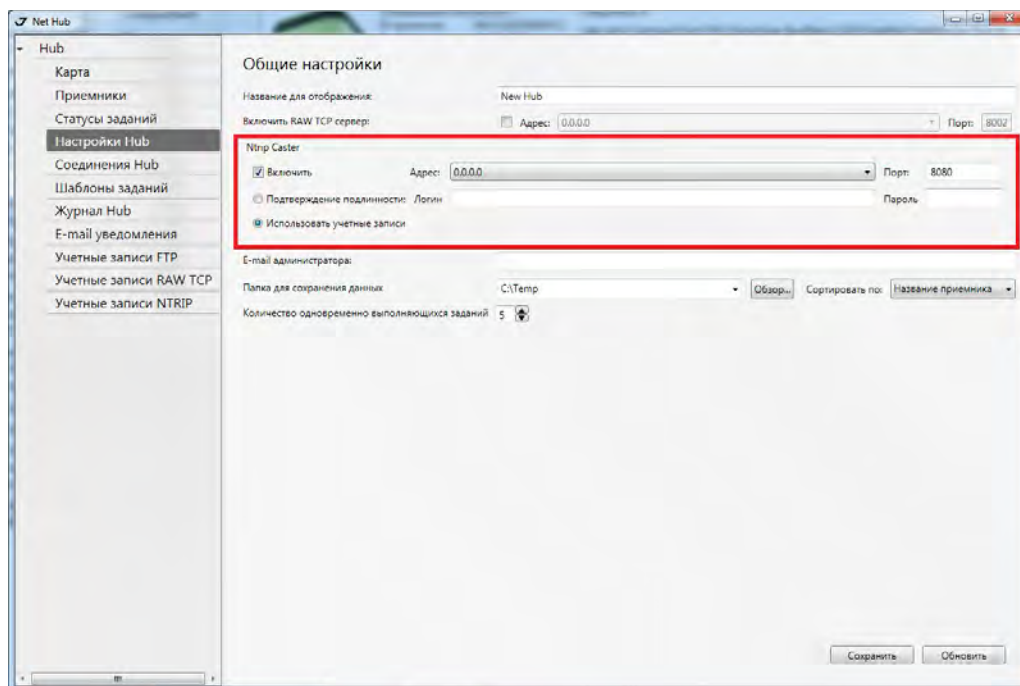 Net Hub
Hub
Карта
Приемники
Статусы заданий
Настройки Hub
Соединения Hub
Шаблоны заданий
Журнал Hub
E-mail уведомления
Учетные записи FTP
Учетные записи RAW TCP
Учетные записи NTRIP
Общие настройки
Название для отображения: New Hub
Включить RAW TCP сервер: Адрес: 0.0.0.0 Порт: 8002
Ntrip Caster
Включить Адрес: 0.0.0.0 Порт: 8080
Подтверждение подлинности: Логин Пароль
Использовать учетные записи
E-mail администратора:
Папка для сохранения данных C:\Temp Обзор... Сортировать по: Название приемника
Количество одновременно выполняющихся заданий 5
Сохранить Обновить